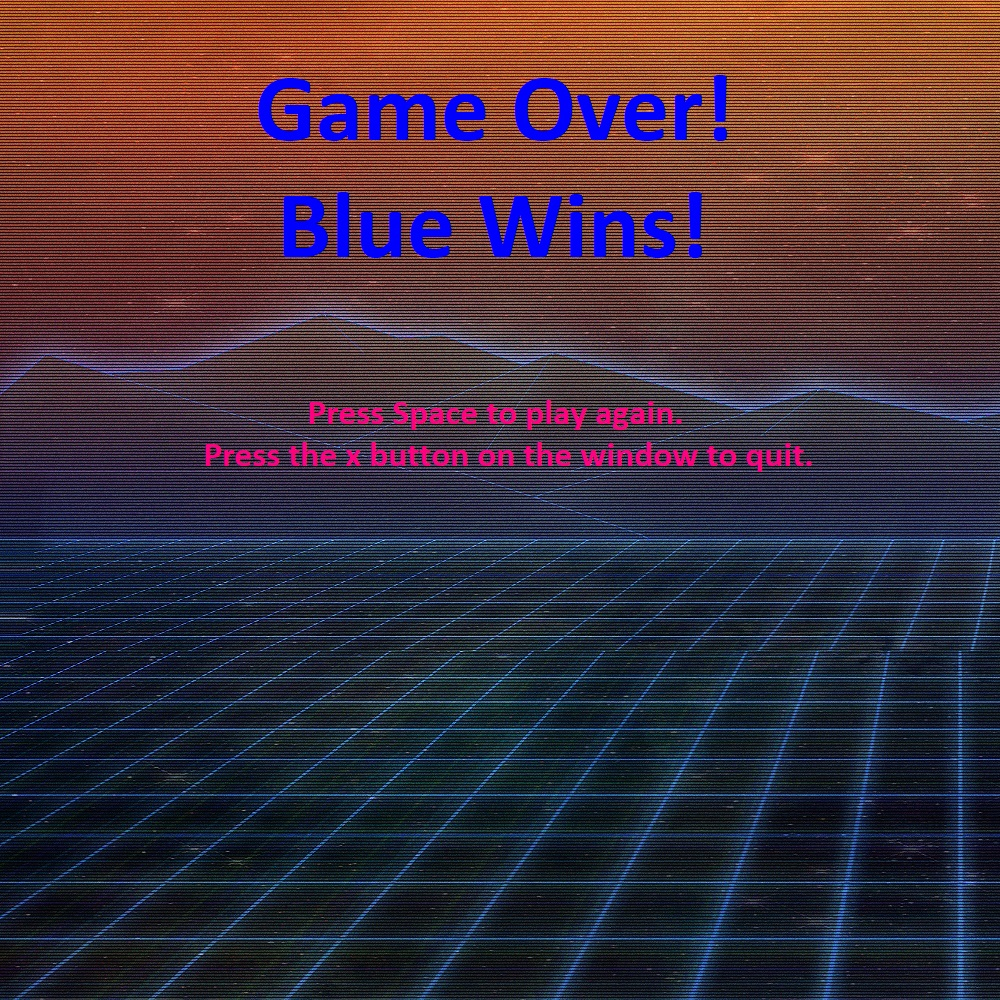 Game Over!
Blue Wins!
Press Space to play again.
Press the x button on the window to quit.